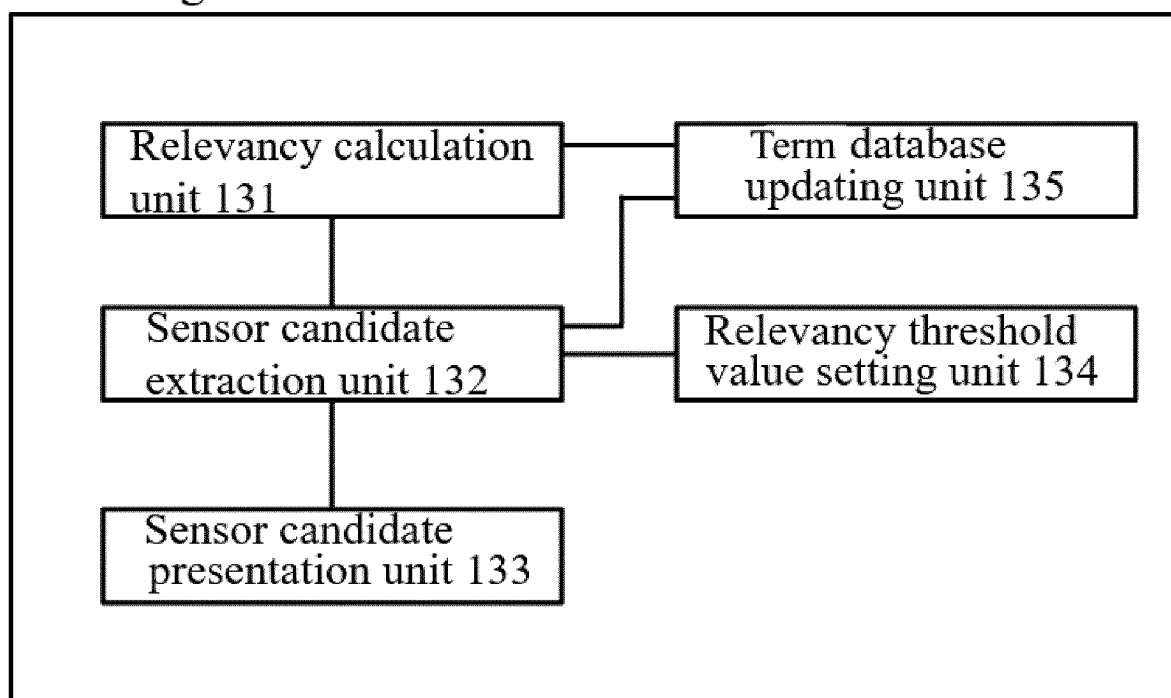 Relevancy calculation
unit 131
Term database
updating unit 135
Sensor candidate
extraction unit 132
Relevancy threshold
value setting unit 134
Sensor candidate
presentation unit 133